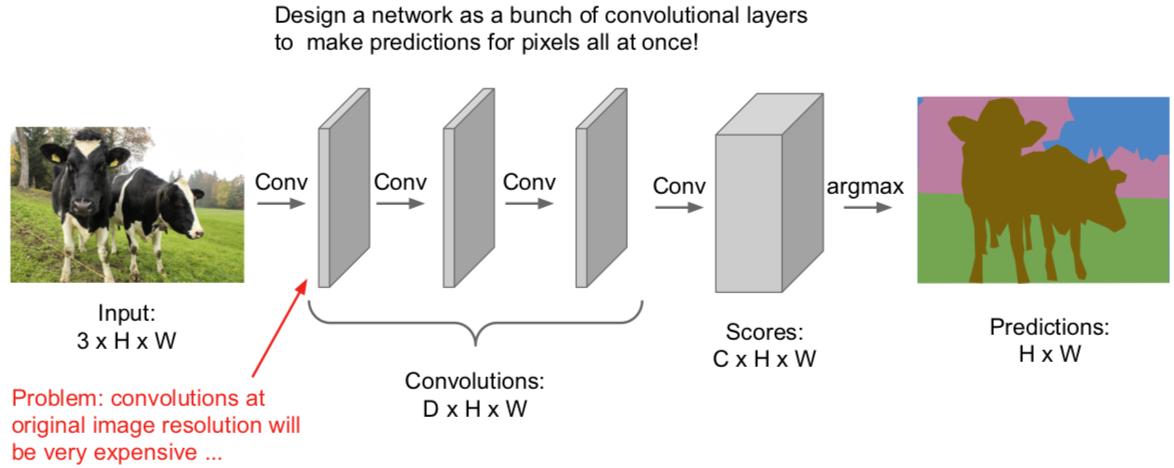 Design a network as a bunch of convolutional layers
to make predictions for pixels all at once!
Conv
Conv
Conv
Conv
argmax
Input:
3 x H x W
Convolutions:
D x H x W
Scores:
C x H x W
Predictions:
H x W
Problem: convolutions at
original image resolution will
be very expensive ...